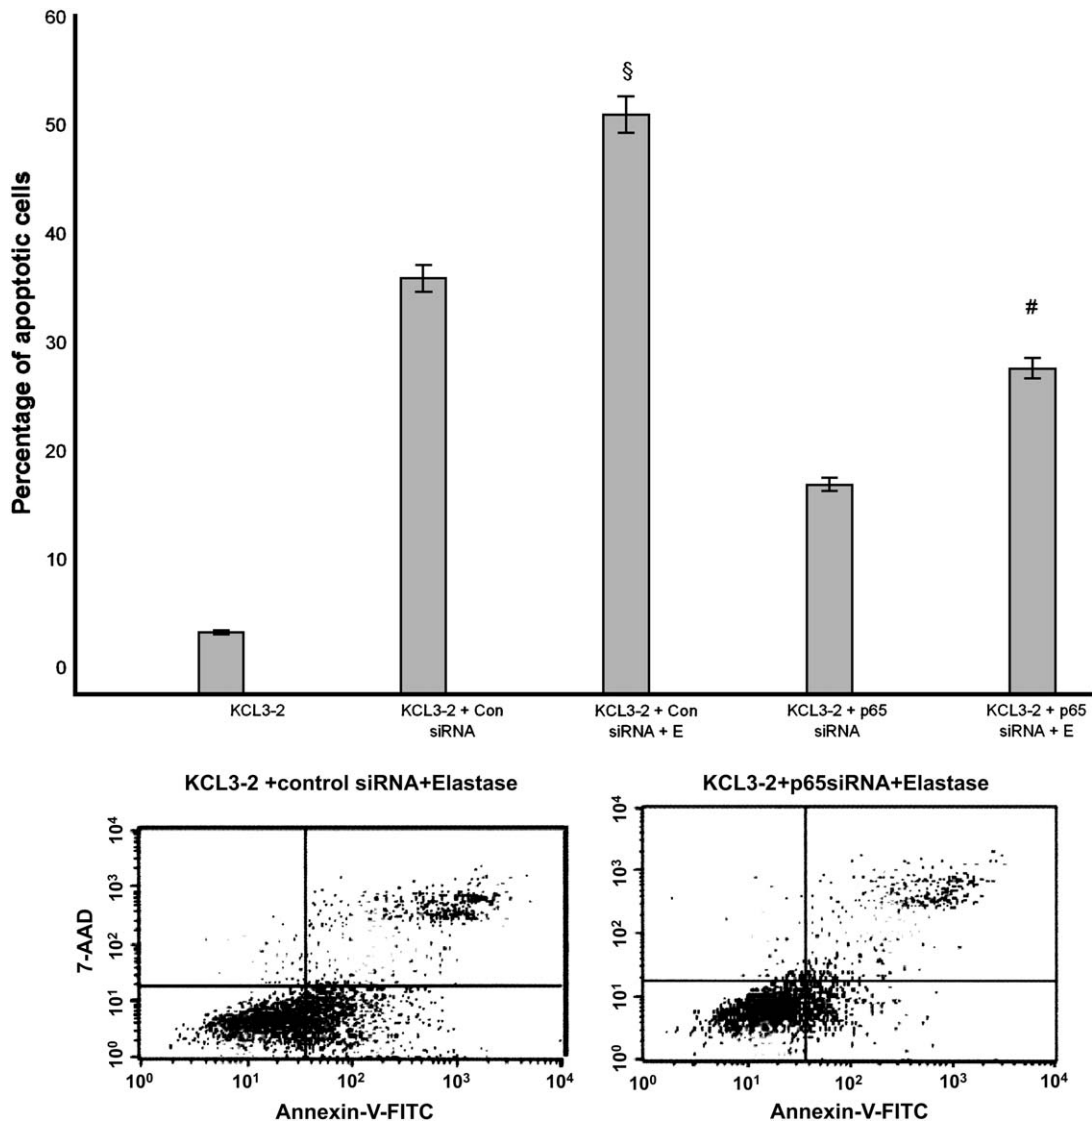 60
50
40
30
20
10
0
Percentage of apoptotic cells
§
#
KCL3-2
KCL3-2 + Con
siRNA
KCL3-2 + Con
siRNA + E
KCL3-2 + p65
siRNA
KCL3-2 + p65
siRNA + E
KCL3-2 +control siRNA+Elastase
10⁴
10³
10²
10¹
10⁰
7-AAD
10⁰ 10¹ 10² 10³ 10⁴
Annexin-V-FITC
KCL3-2+p65siRNA+Elastase
10⁴
10³
10²
10¹
10⁰
10⁰ 10¹ 10² 10³ 10⁴
Annexin-V-FITC